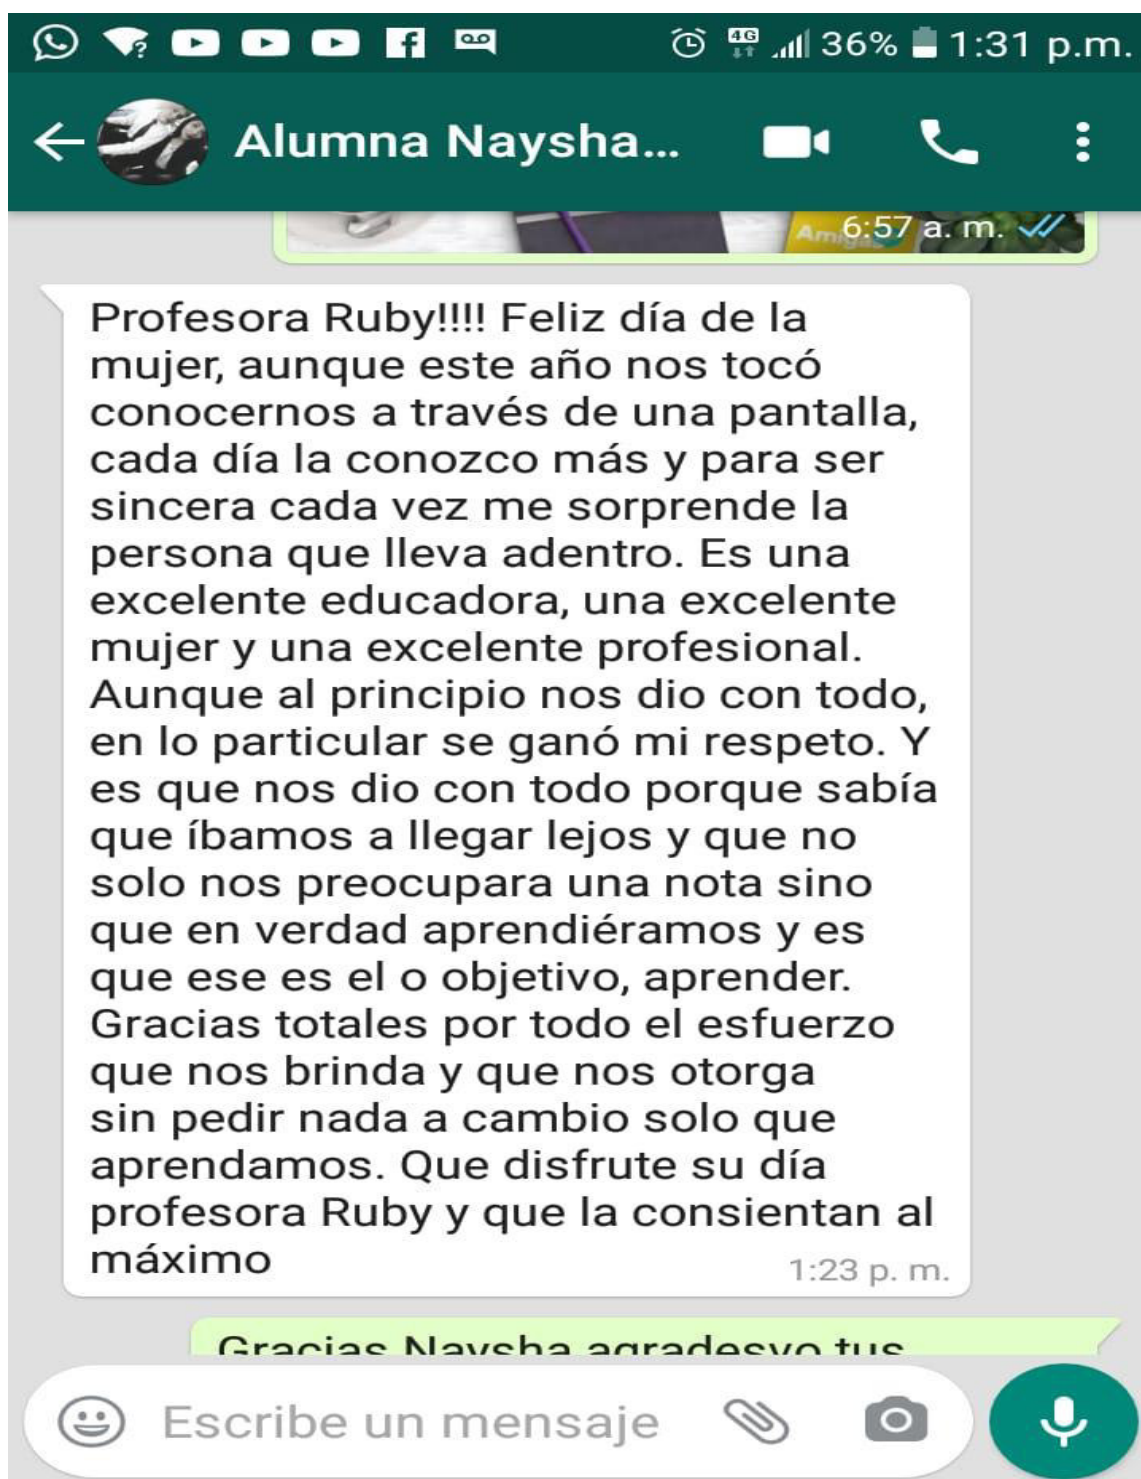 4G 36% 1:31 p.m.
Alumna Naysha...
Amigas 6:57 a. m.
Profesora Ruby!!!! Feliz día de la
mujer, aunque este año nos tocó
conocernos a través de una pantalla,
cada día la conozco más y para ser
sincera cada vez me sorprende la
persona que lleva adentro. Es una
excelente educadora, una excelente
mujer y una excelente profesional.
Aunque al principio nos dio con todo,
en lo particular se ganó mi respeto. Y
es que nos dio con todo porque sabía
que íbamos a llegar lejos y que no
solo nos preocupara una nota sino
que en verdad aprendiéramos y es
que ese es el o objetivo, aprender.
Gracias totales por todo el esfuerzo
que nos brinda y que nos otorga
sin pedir nada a cambio solo que
aprendamos. Que disfrute su día
profesora Ruby y que la consientan al
máximo
1:23 p. m.
Gracias Naysha agradesvo tus
Escribe un mensaje